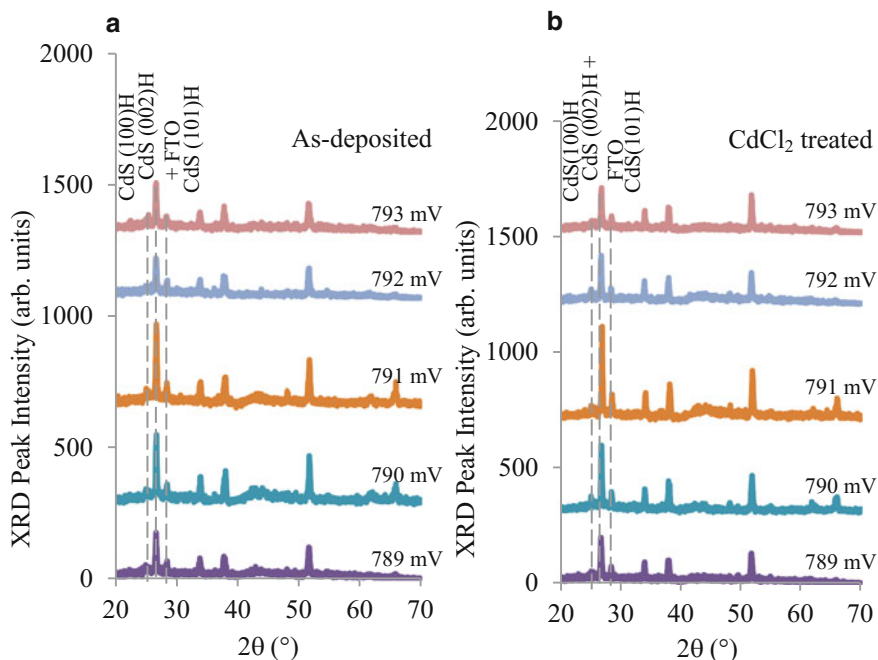 a
XRD Peak Intensity (arb. units)
2000
1500
1000
500
0
CdS (100)H
CdS (002)H
+ FTO
CdS (101)H
As-deposited
793 mV
792 mV
791 mV
790 mV
789 mV
20 30 40 50 60 70
2θ (°)
b
XRD Peak Intensity (arb. units)
2000
1500
1000
500
0
CdS(100)H
CdS (002)H +
FTO
CdS(101)H
CdCl₂ treated
793 mV
792 mV
791 mV
790 mV
789 mV
20 30 40 50 60 70
2θ (°)